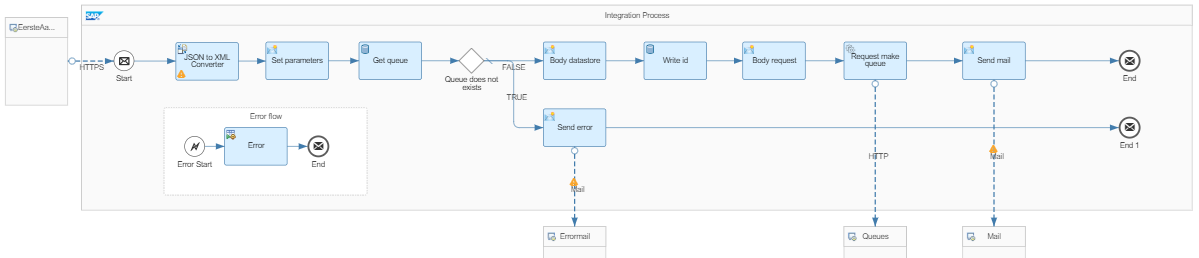 SAP
Integration Process
EersteAa...
HTTPS
Start
JSON to XML
Converter
Set parameters
Get queue
Queue does not
exists
FALSE
TRUE
Body datastore
Write id
Body request
Request make
queue
Send mail
End
Send error
End 1
Error flow
Error Start
Error
End
Mail
HTTP
Mail
Errormail
Queues
Mail